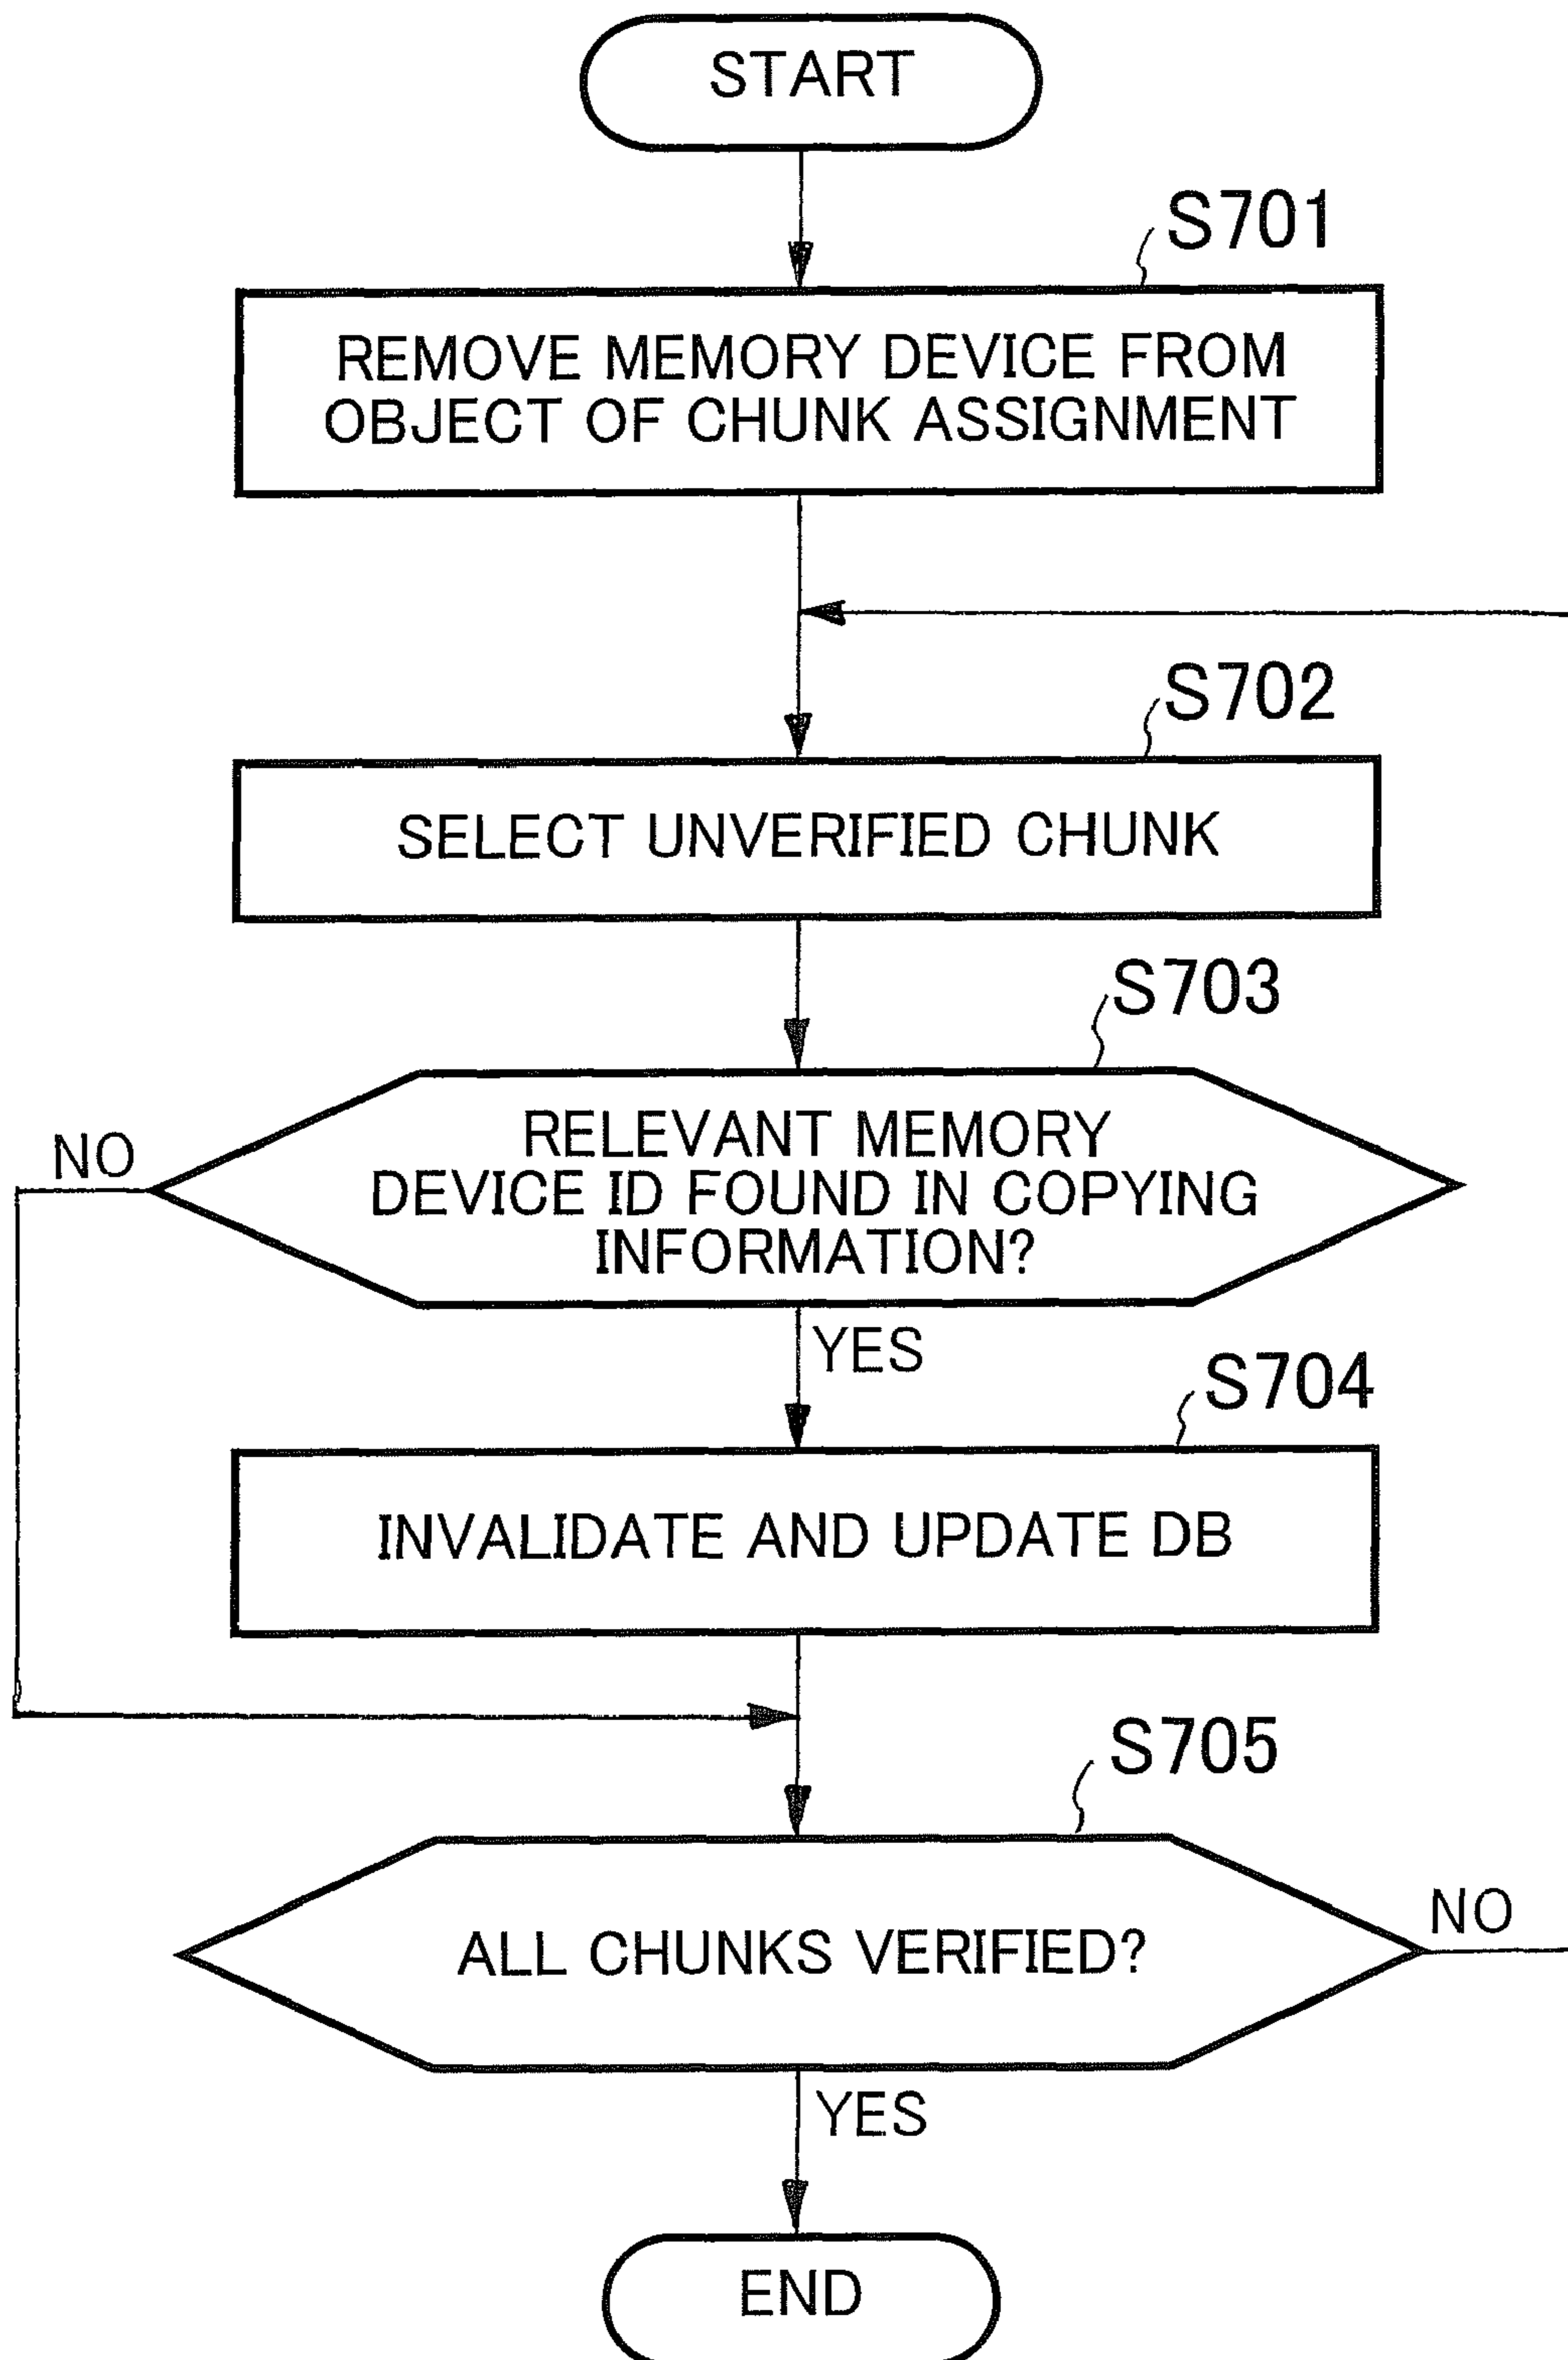 START
S701
REMOVE MEMORY DEVICE FROM
OBJECT OF CHUNK ASSIGNMENT
S702
SELECT UNVERIFIED CHUNK
S703
NO
RELEVANT MEMORY
DEVICE ID FOUND IN COPYING
INFORMATION?
YES
S704
INVALIDATE AND UPDATE DB
S705
ALL CHUNKS VERIFIED?
NO
YES
END